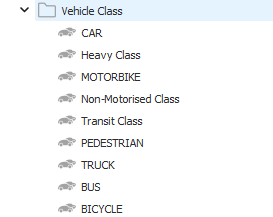 Vehicle Class
CAR
Heavy Class
MOTORBIKE
Non-Motorised Class
Transit Class
PEDESTRIAN
TRUCK
BUS
BICYCLE